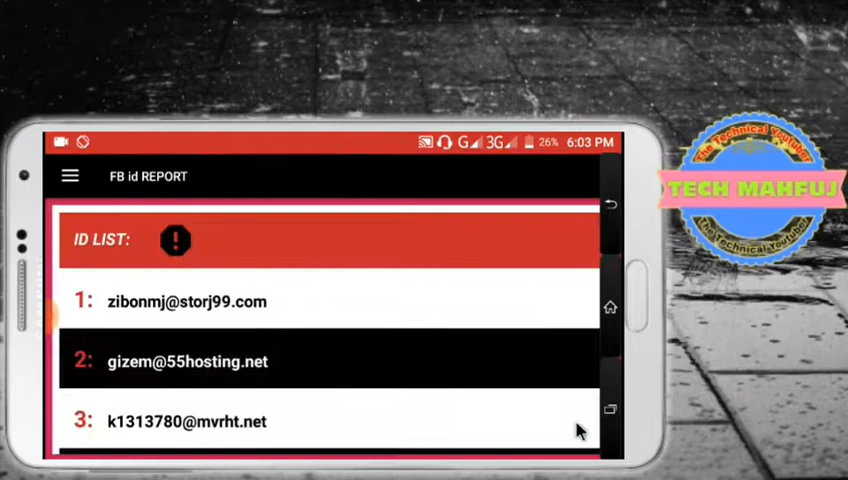 G 3G 26% 6:03 PM
FB id REPORT
ID LIST:
1: zibonmj@storj99.com
2: gizem@55hosting.net
3: k1313780@mvrht.net
The Technical Youtuber
TECH MAHFUJ
The Technical Youtuber